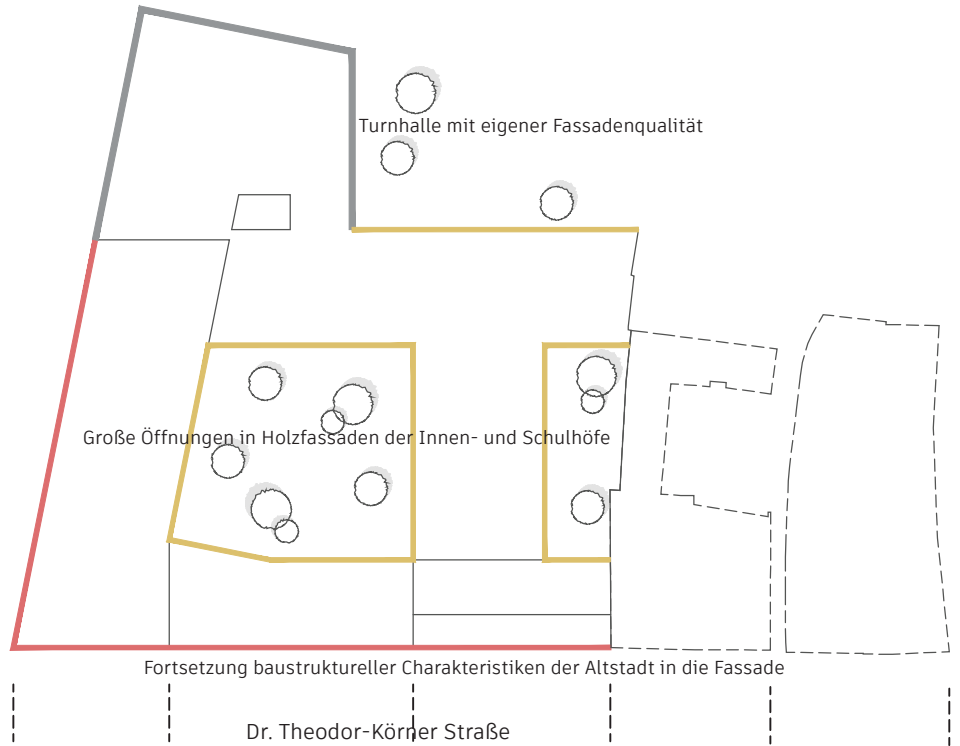 Turnhalle mit eigener Fassadenqualität
Große Öffnungen in Holzfassaden der Innen- und Schulhöfe
Fortsetzung baustruktureller Charakteristiken der Altstadt in die Fassade
Dr. Theodor-Körner Straße